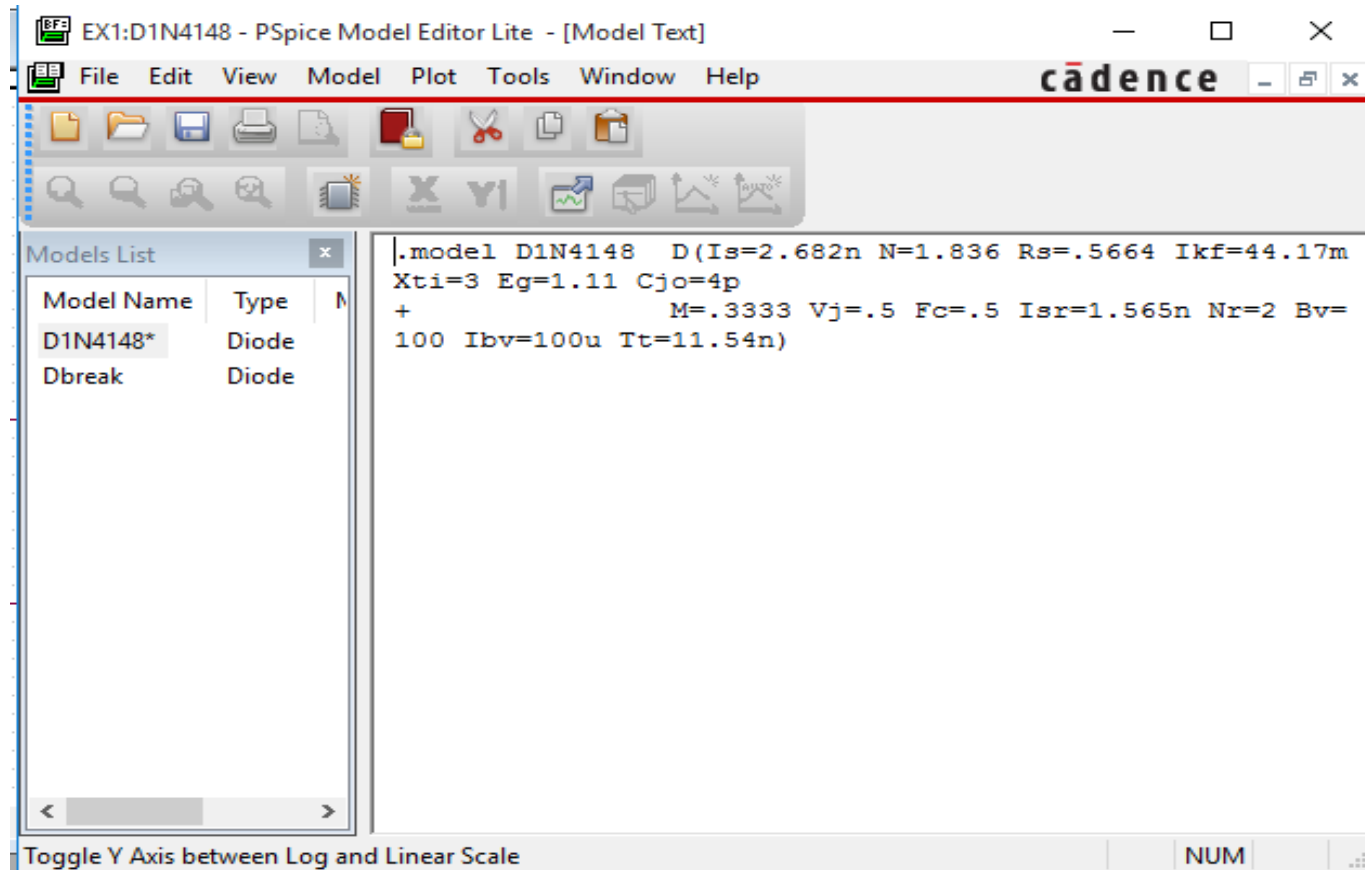 EX1:D1N4148 - PSpice Model Editor Lite - [Model Text]
File Edit View Model Plot Tools Window Help
cādence
Models List
Model Name Type
D1N4148* Diode
Dbreak Diode
.model D1N4148 D(Is=2.682n N=1.836 Rs=.5664 Ikf=44.17m
Xti=3 Eg=1.11 Cjo=4p
+ M=.3333 Vj=.5 Fc=.5 Isr=1.565n Nr=2 Bv=
100 Ibv=100u Tt=11.54n)
Toggle Y Axis between Log and Linear Scale
NUM